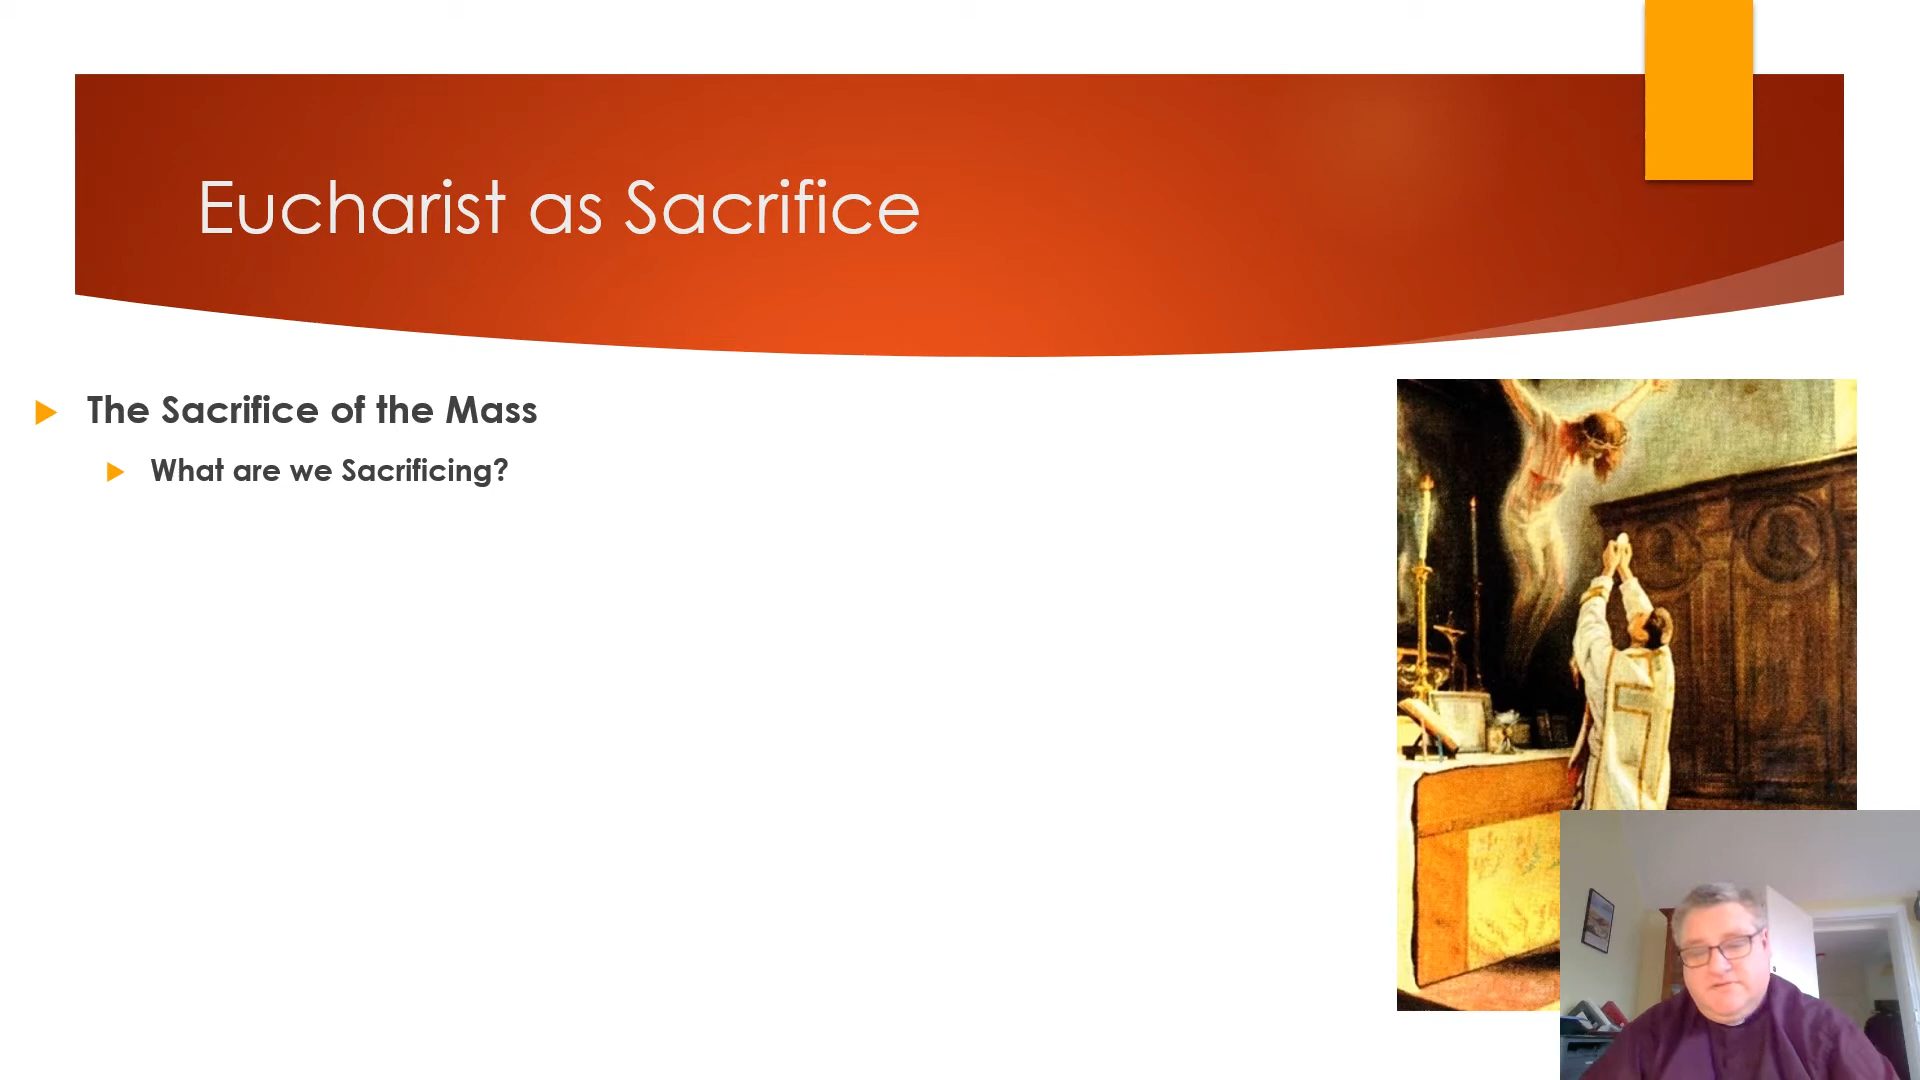 Eucharist as Sacrifice
The Sacrifice of the Mass
What are we Sacrificing?